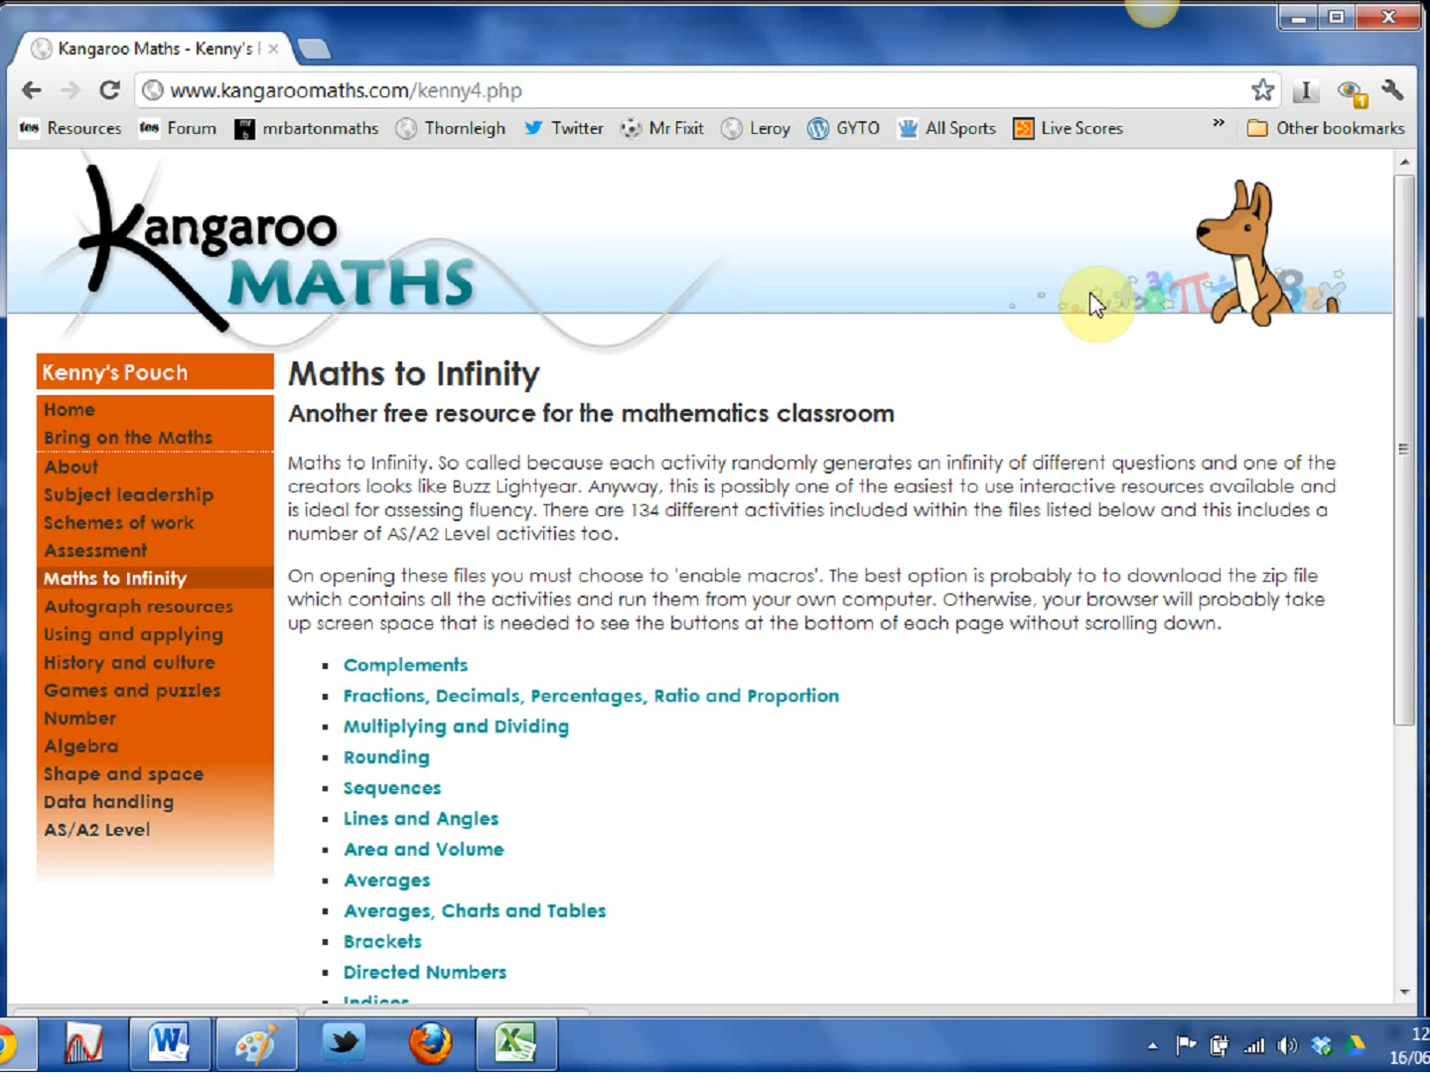 Kangaroo Maths - Kenny's
www.kangaroomaths.com/kenny4.php
tes Resources tes Forum mrbartonmaths Thornleigh Twitter Mr Fixit Leroy GYTO All Sports Live Scores » Other bookmarks
Kangaroo
MATHS
Kenny's Pouch
Home
Bring on the Maths
About
Subject leadership
Schemes of work
Assessment
Maths to Infinity
Autograph resources
Using and applying
History and culture
Games and puzzles
Number
Algebra
Shape and space
Data handling
AS/A2 Level
Maths to Infinity
Another free resource for the mathematics classroom
Maths to Infinity. So called because each activity randomly generates an infinity of different questions and one of the
creators looks like Buzz Lightyear. Anyway, this is possibly one of the easiest to use interactive resources available and
is ideal for assessing fluency. There are 134 different activities included within the files listed below and this includes a
number of AS/A2 Level activities too.
On opening these files you must choose to 'enable macros'. The best option is probably to to download the zip file
which contains all the activities and run them from your own computer. Otherwise, your browser will probably take
up screen space that is needed to see the buttons at the bottom of each page without scrolling down.
Complements
Fractions, Decimals, Percentages, Ratio and Proportion
Multiplying and Dividing
Rounding
Sequences
Lines and Angles
Area and Volume
Averages
Averages, Charts and Tables
Brackets
Directed Numbers
Indices
12
16/06